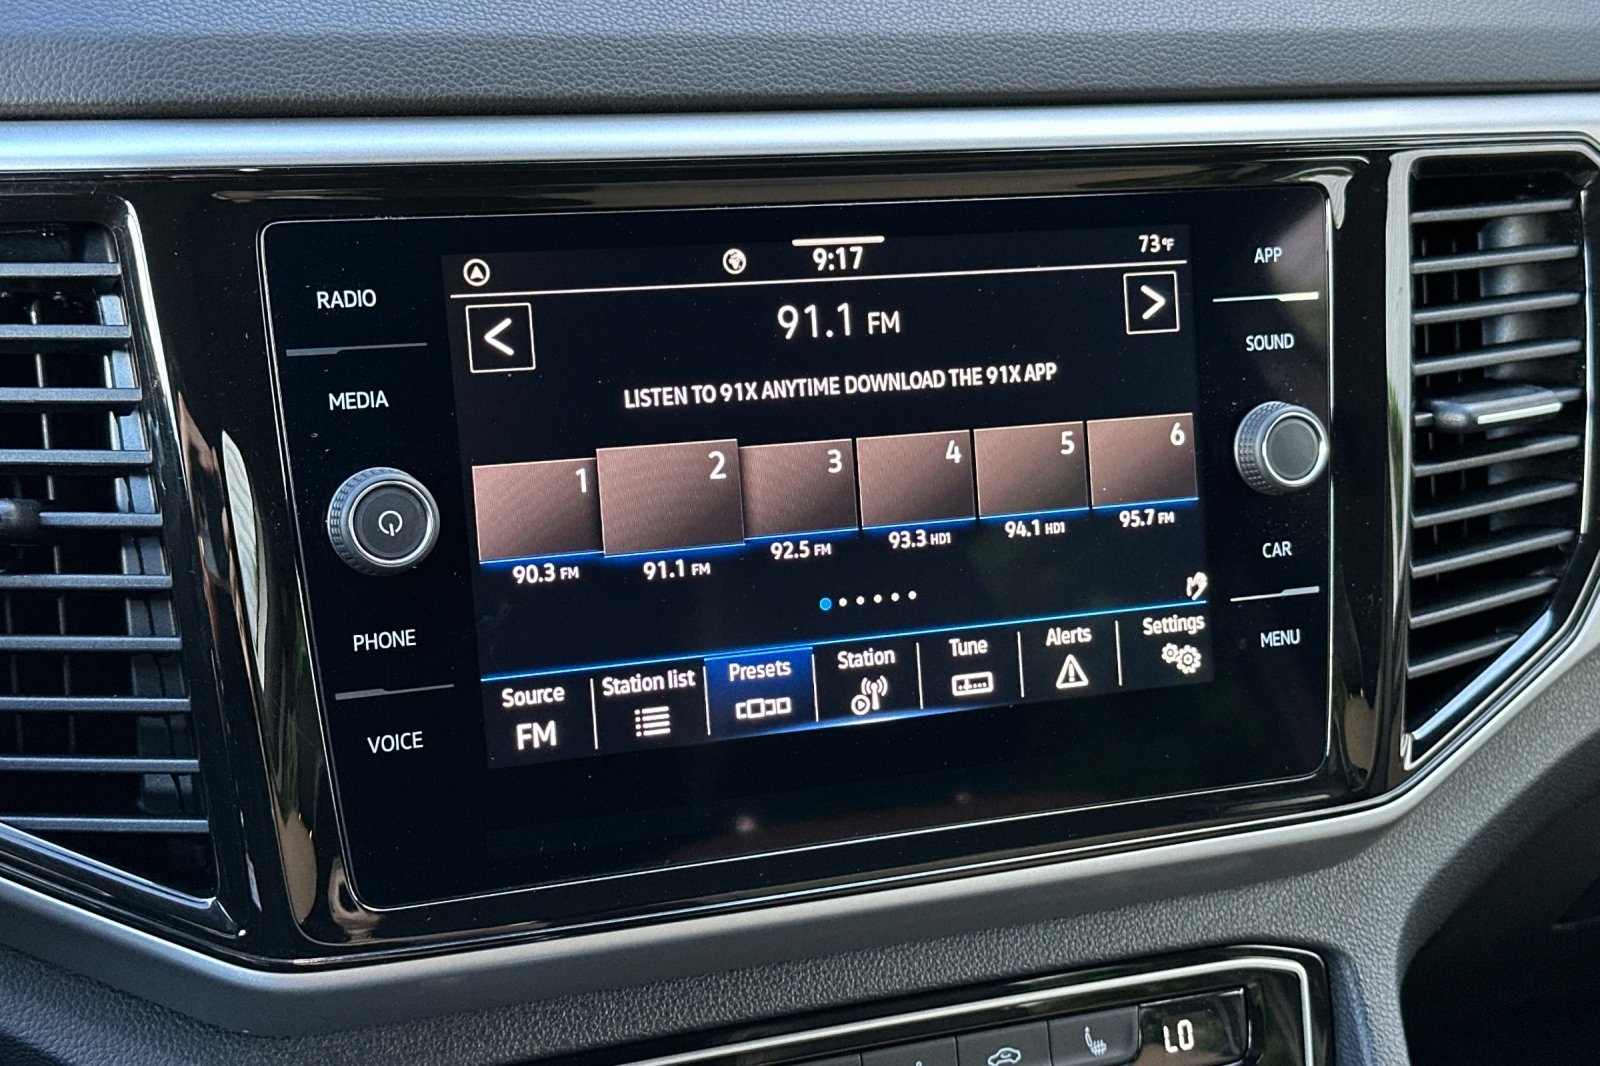 RADIO
MEDIA
PHONE
VOICE
9:17
73°F
<
91.1 FM
>
LISTEN TO 91X ANYTIME DOWNLOAD THE 91X APP
1
2
3
4
5
6
90.3 FM
91.1 FM
92.5 FM
93.3 HD1
94.1 HD1
95.7 FM
Source
FM
Station list
Presets
Station
Tune
Alerts
Settings
APP
SOUND
CAR
MENU
LO